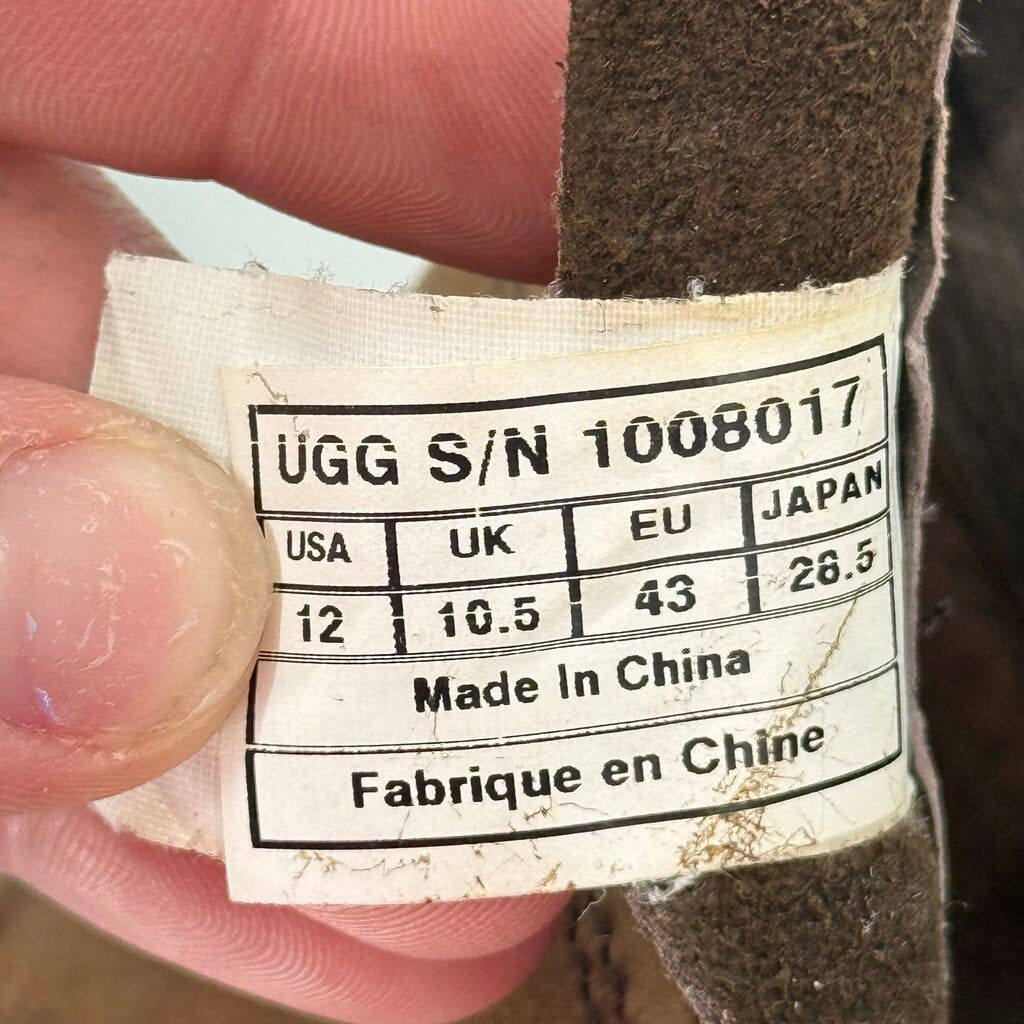 UGG S/N 1008017
USA UK EU JAPAN
12 10.5 43 28.5
Made In China
Fabrique en Chine